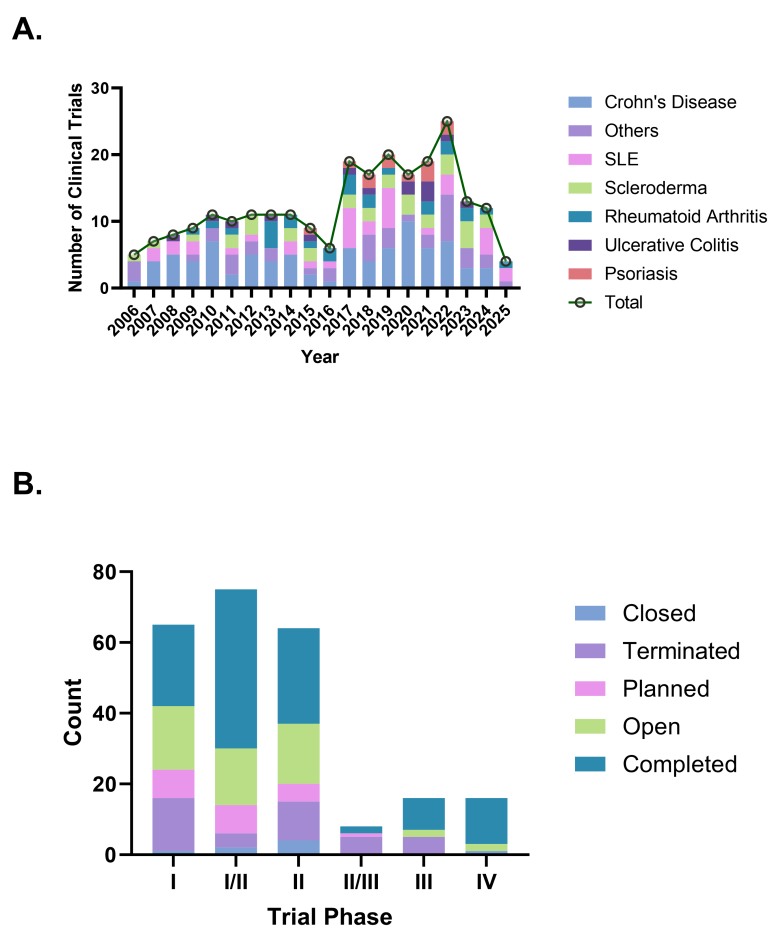 A.
Number of Clinical Trials
30
20
10
0
2006 2007 2008 2009 2010 2011 2012 2013 2014 2015 2016 2017 2018 2019 2020 2021 2022 2023 2024 2025
Year
Crohn's Disease
Others
SLE
Scleroderma
Rheumatoid Arthritis
Ulcerative Colitis
Psoriasis
Total
B.
Count
80
60
40
20
0
I I/II II II/III III IV
Trial Phase
Closed
Terminated
Planned
Open
Completed